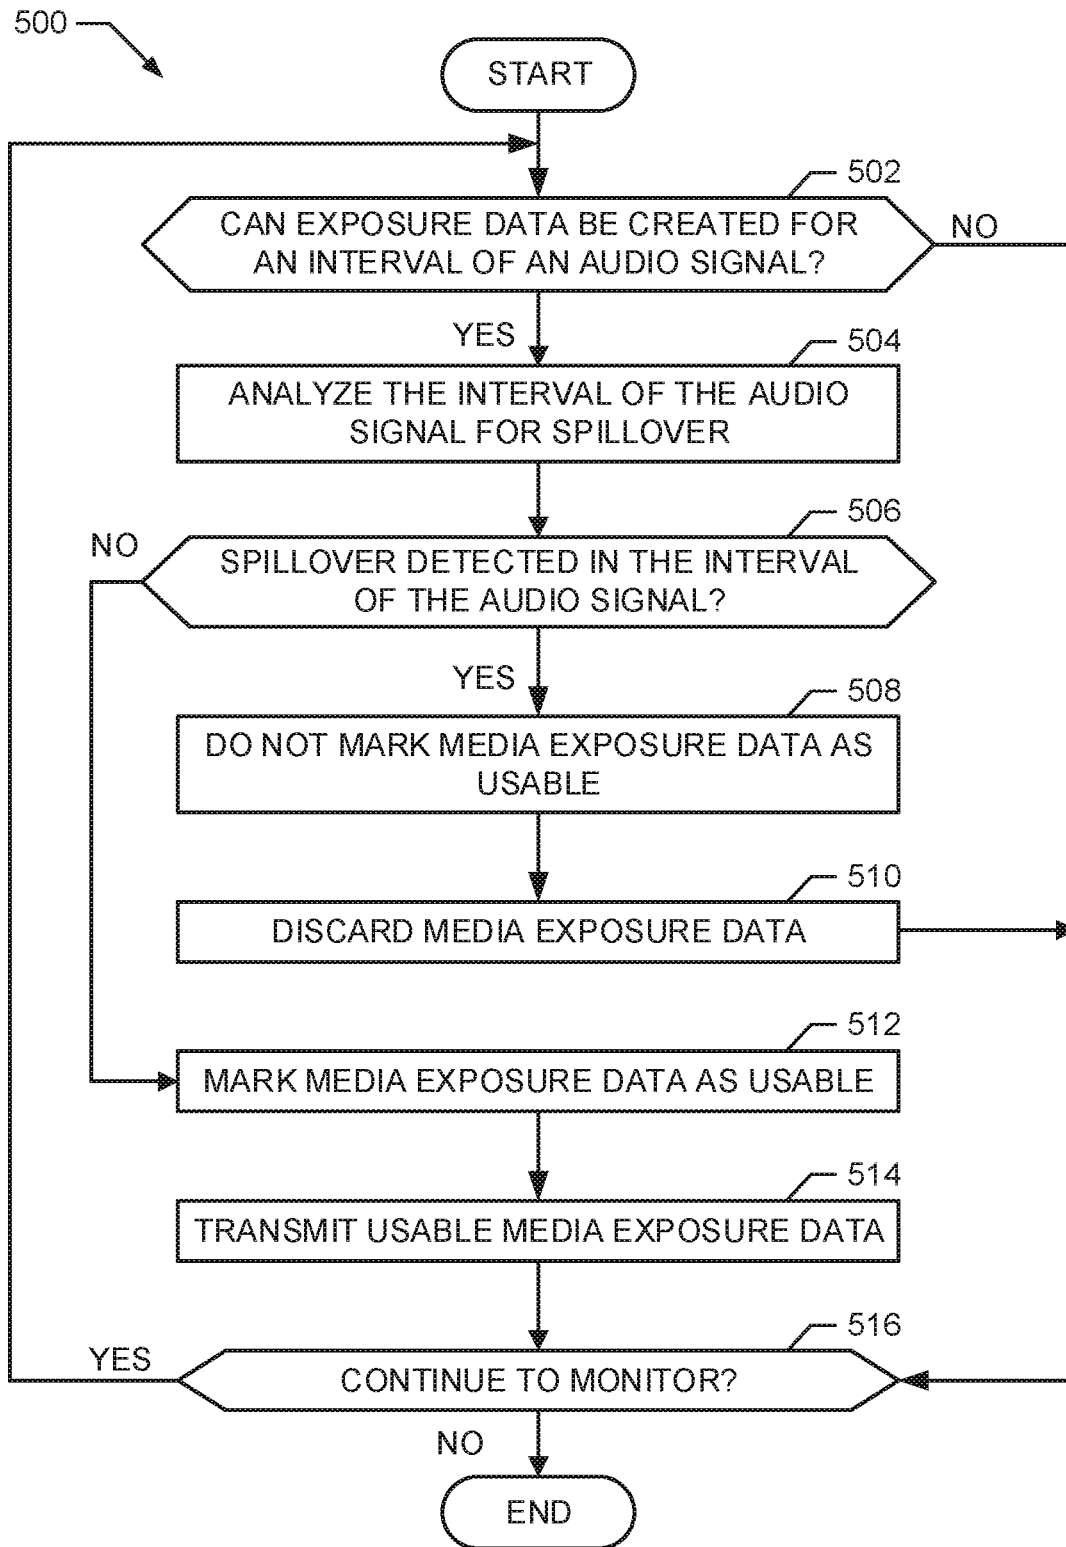 500
START
502
CAN EXPOSURE DATA BE CREATED FOR
AN INTERVAL OF AN AUDIO SIGNAL?
NO
YES
504
ANALYZE THE INTERVAL OF THE AUDIO
SIGNAL FOR SPILLOVER
506
NO
SPILLOVER DETECTED IN THE INTERVAL
OF THE AUDIO SIGNAL?
YES
508
DO NOT MARK MEDIA EXPOSURE DATA AS
USABLE
510
DISCARD MEDIA EXPOSURE DATA
512
MARK MEDIA EXPOSURE DATA AS USABLE
514
TRANSMIT USABLE MEDIA EXPOSURE DATA
516
YES
CONTINUE TO MONITOR?
NO
END